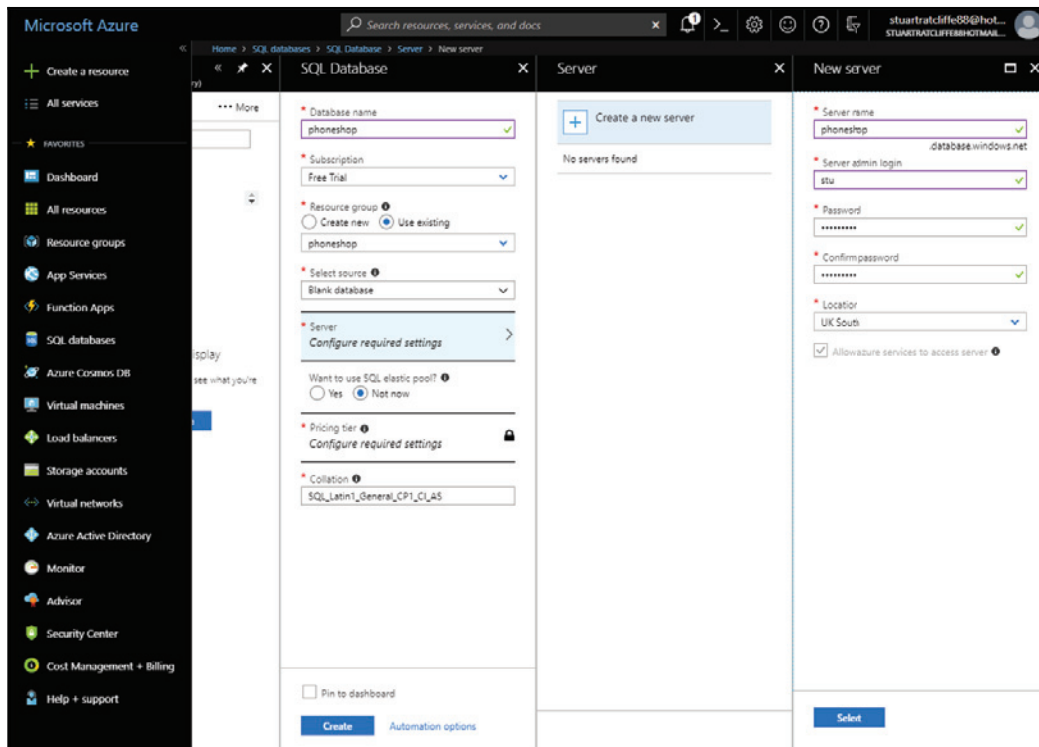 Microsoft Azure
Search resources, services, and docs
1
stuartratcliffe88@hot...
STUARTRATCLIFFE88HOTMAIL...
Home > SQL databases > SQL Database > Server > New server
Create a resource
All services
FAVORITES
Dashboard
All resources
Resource groups
App Services
Function Apps
SQL databases
Azure Cosmos DB
Virtual machines
Load balancers
Storage accounts
Virtual networks
Azure Active Directory
Monitor
Advisor
Security Center
Cost Management + Billing
Help + support
... More
isplay
see what you're
SQL Database
* Database name
phoneshop
* Subscription
Free Trial
* Resource group
Create new Use existing
phoneshop
* Select source
Blank database
* Server
Configure required settings
Want to use SQL elastic pool?
Yes Not now
* Pricing tier
Configure required settings
* Collation
SQL_Latin1_General_CP1_CI_AS
Pin to dashboard
Create Automation options
Server
Create a new server
No servers found
New server
* Server name
phoneshop
.database.windows.net
* Server admin login
stu
* Password
•••••••••
* Confirm password
•••••••••
* Location
UK South
Allow azure services to access server
Select